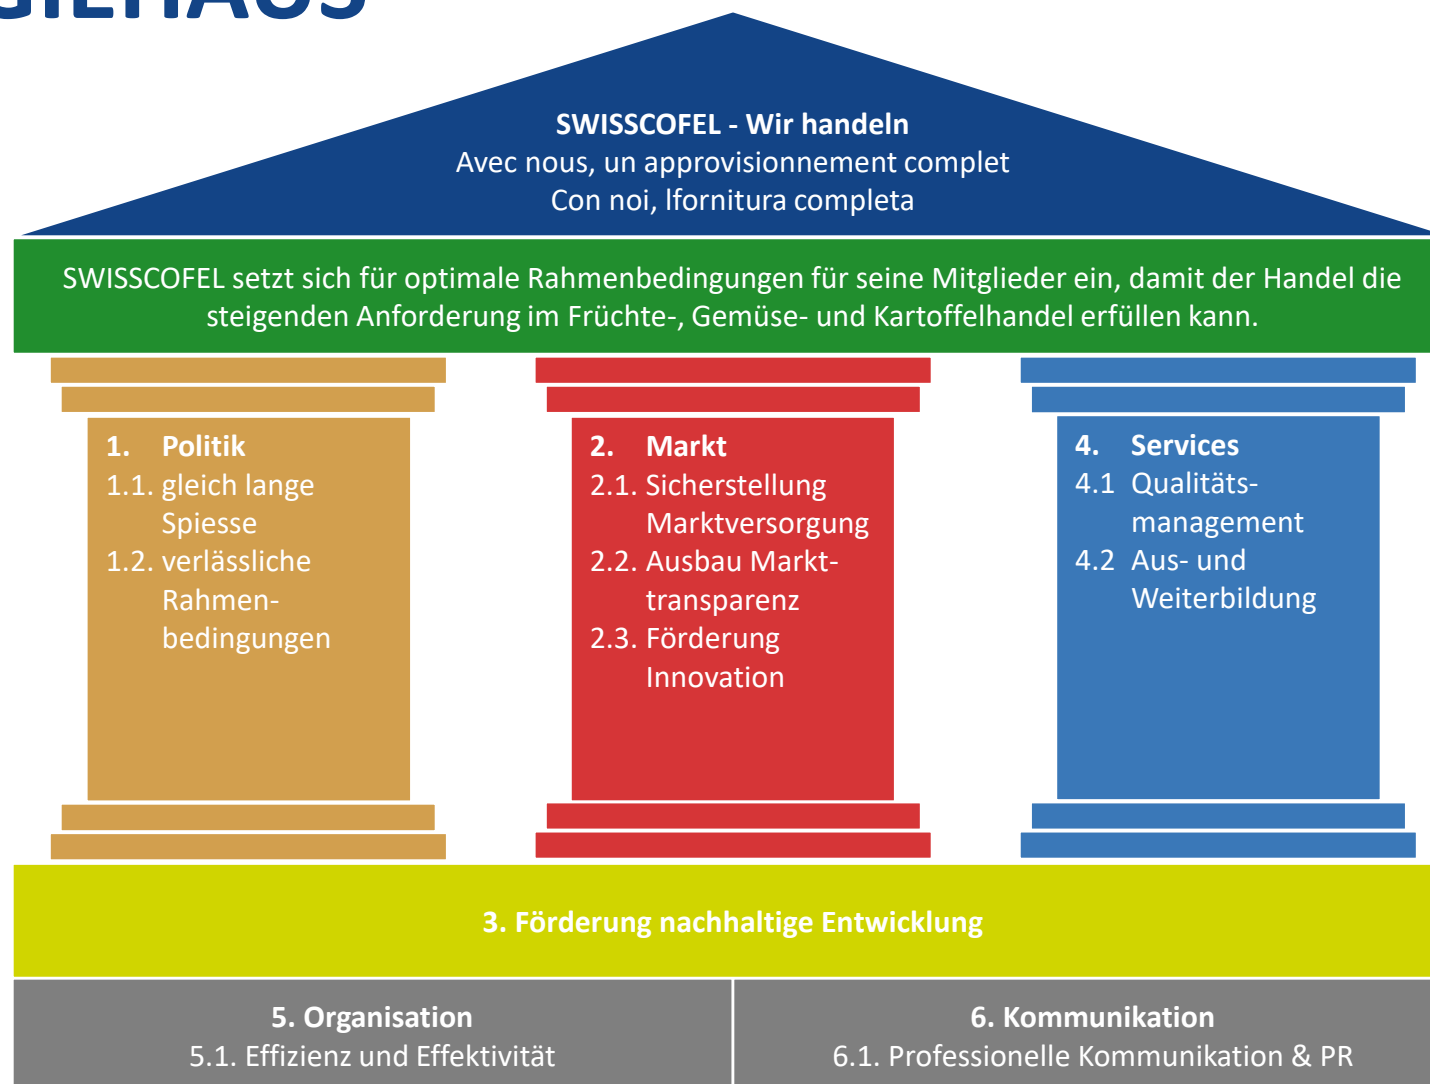 GIEHAUS
SWISSCOFEL - Wir handeln
Avec nous, un approvisionnement complet
Con noi, lfornitura completa
SWISSCOFEL setzt sich für optimale Rahmenbedingungen für seine Mitglieder ein, damit der Handel die
steigenden Anforderung im Früchte-, Gemüse- und Kartoffelhandel erfüllen kann.
1. Politik
1.1. gleich lange
Spiesse
1.2. verlässliche
Rahmen-
bedingungen
2. Markt
2.1. Sicherstellung
Marktversorgung
2.2. Ausbau Markt-
transparenz
2.3. Förderung
Innovation
4. Services
4.1 Qualitäts-
management
4.2 Aus- und
Weiterbildung
3. Förderung nachhaltige Entwicklung
5. Organisation
5.1. Effizienz und Effektivität
6. Kommunikation
6.1. Professionelle Kommunikation & PR